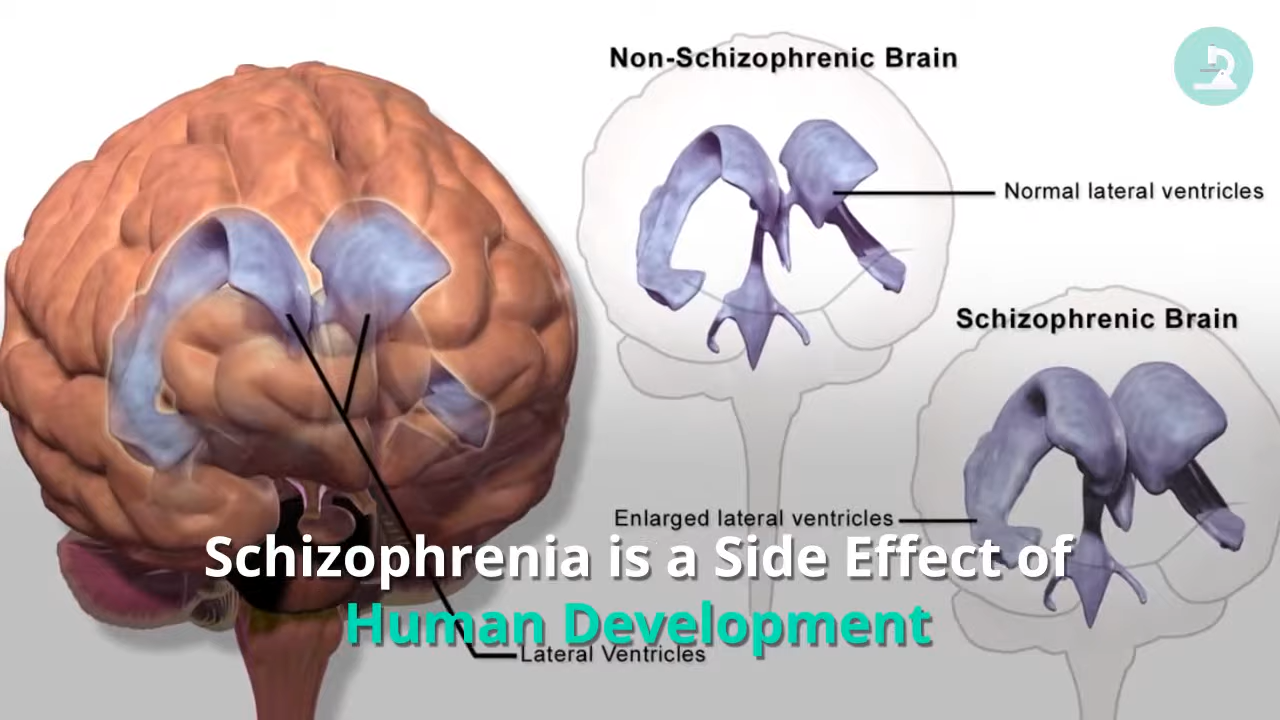 Non-Schizophrenic Brain
Normal lateral ventricles
Schizophrenic Brain
Enlarged lateral ventricles
Schizophrenia is a Side Effect of
Human Development
Lateral Ventricles